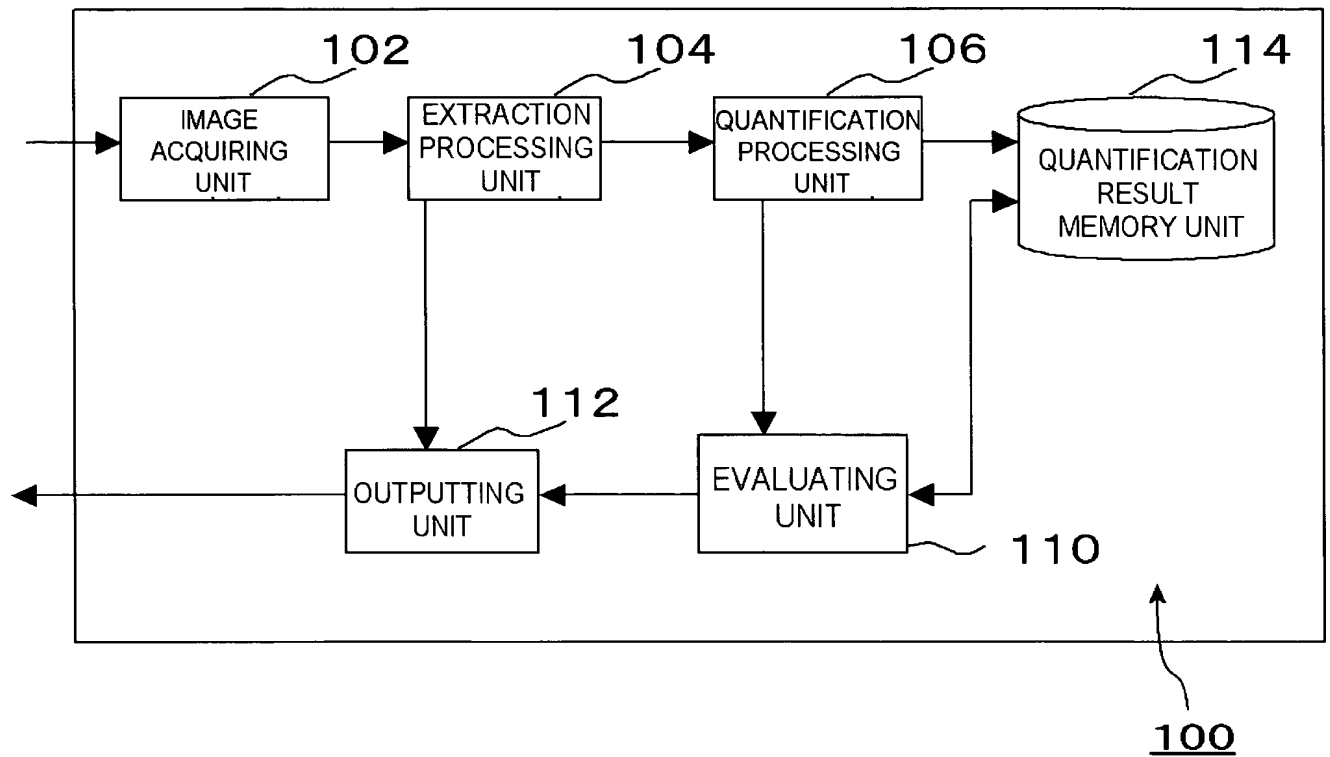 102
104
106
114
IMAGE
ACQUIRING
UNIT
EXTRACTION
PROCESSING
UNIT
QUANTIFICATION
PROCESSING
UNIT
QUANTIFICATION
RESULT
MEMORY UNIT
112
OUTPUTTING
UNIT
EVALUATING
UNIT
110
100